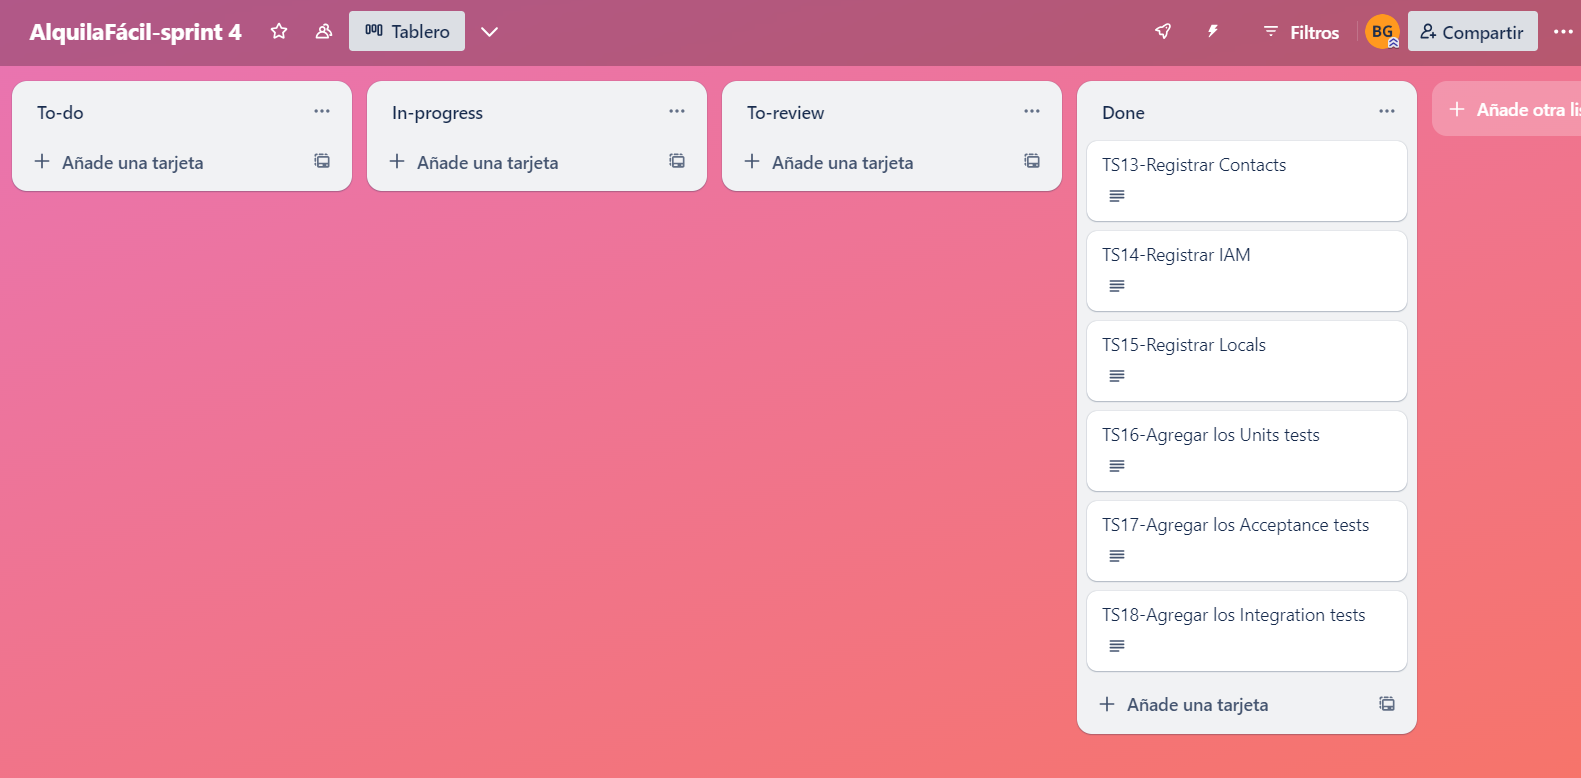 AlquilaFácil-sprint 4
Tablero
Filtros
BG
Compartir
To-do
Añade una tarjeta
In-progress
Añade una tarjeta
To-review
Añade una tarjeta
Done
TS13-Registrar Contacts
TS14-Registrar IAM
TS15-Registrar Locals
TS16-Agregar los Units tests
TS17-Agregar los Acceptance tests
TS18-Agregar los Integration tests
Añade una tarjeta
Añade otra lis